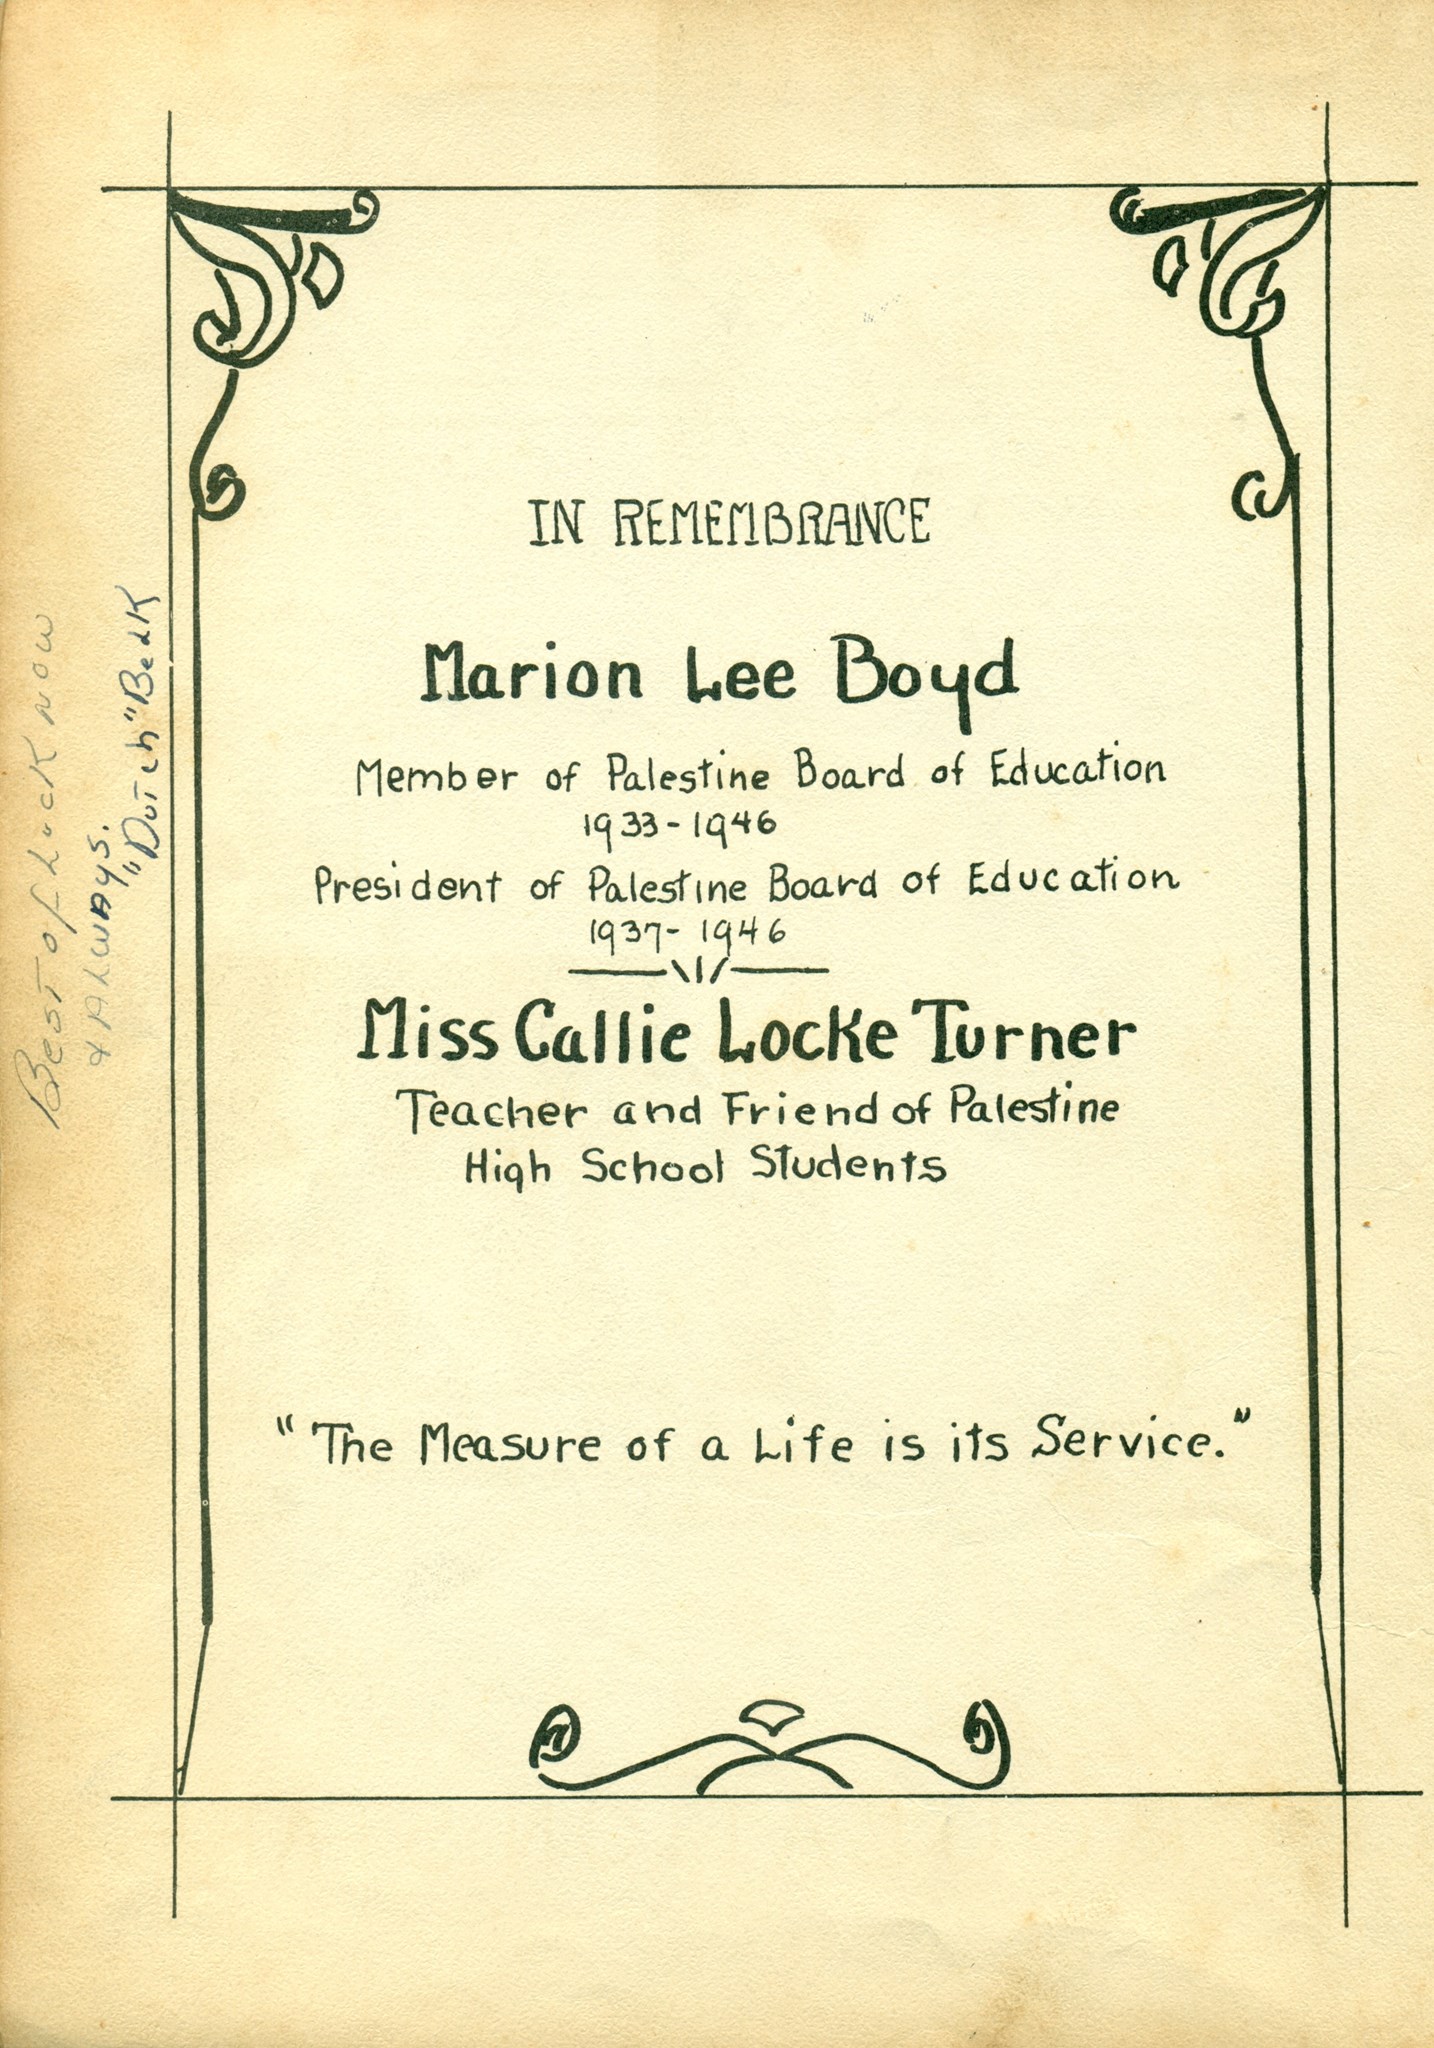 IN REMEMBRANCE
Marion Lee Boyd
Member of Palestine Board of Education
1933-1946
President of Palestine Board of Education
1937-1946
Miss Callie Locke Turner
Teacher and Friend of Palestine
High School Students
"The Measure of a Life is its Service."
Best of Luck now
& Always.
"Dutch"